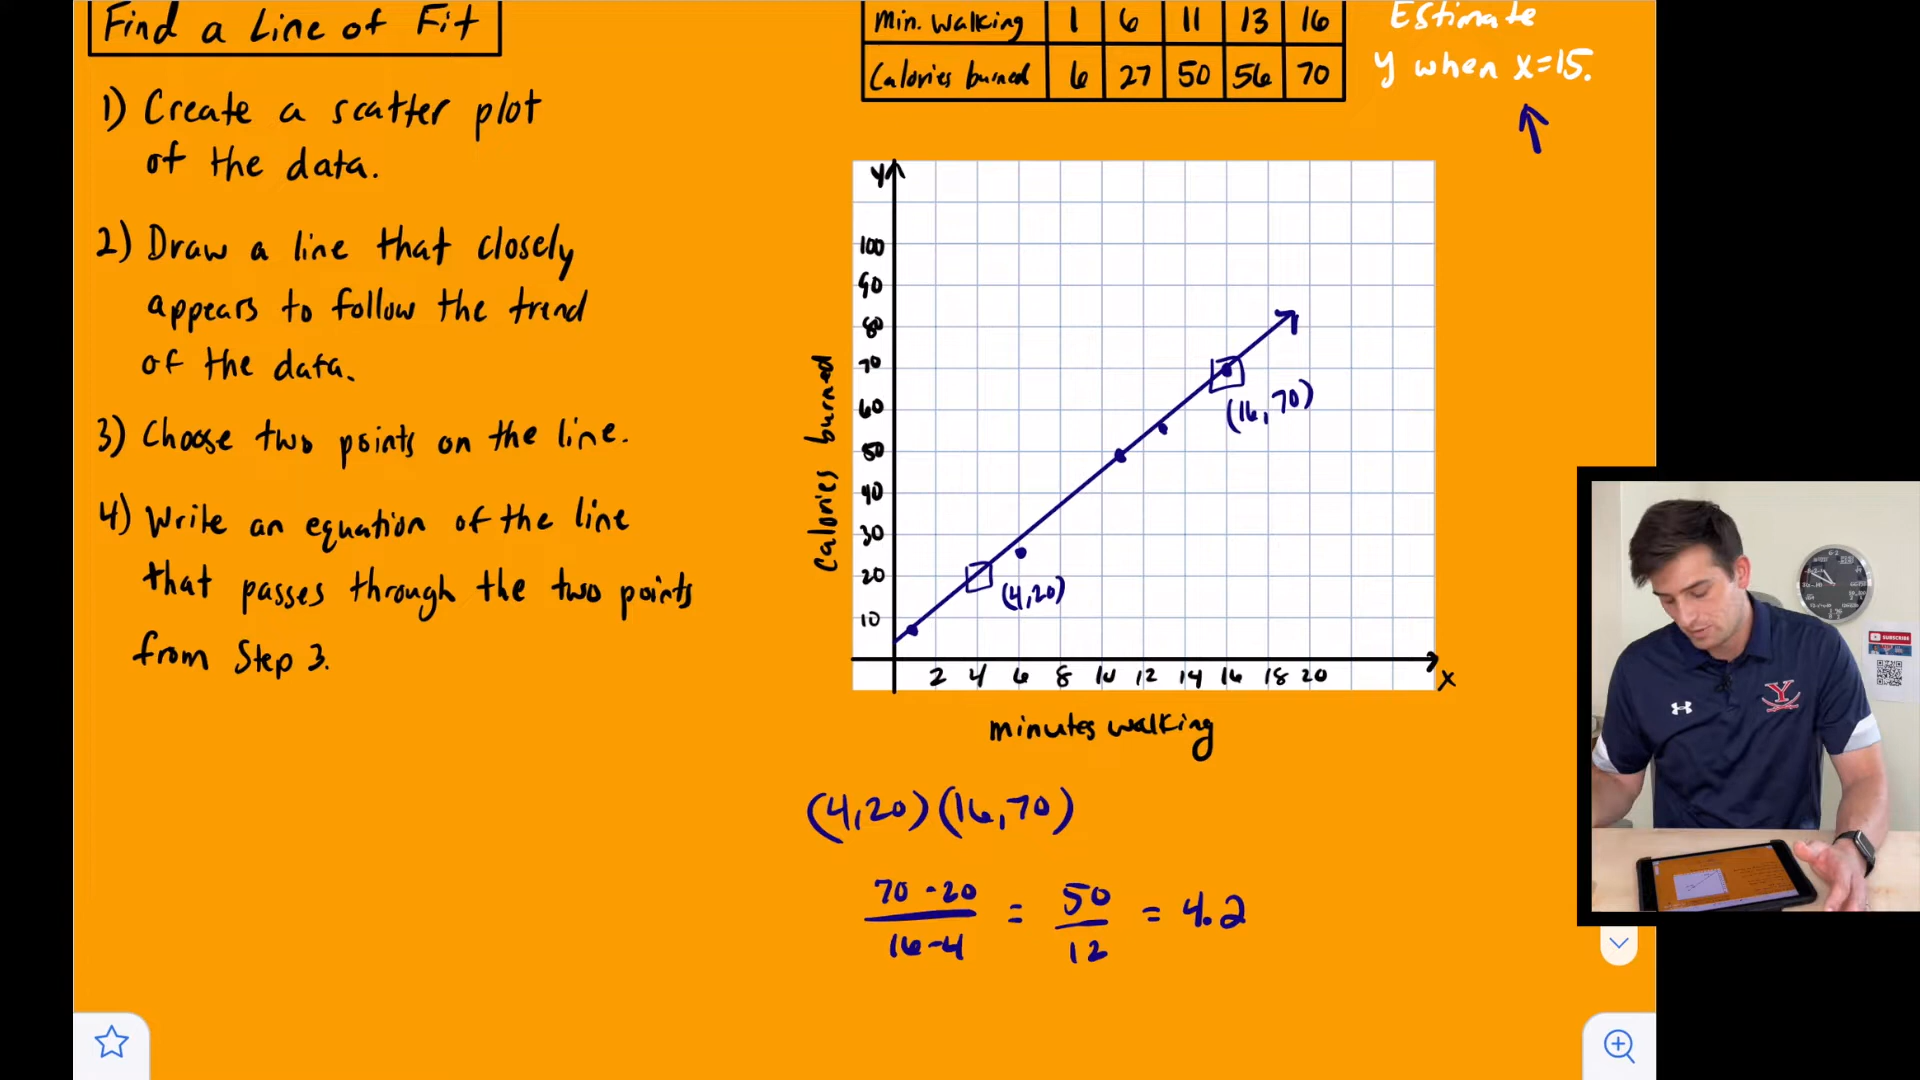 Find a Line of Fit
1) Create a scatter plot
of the data.
2) Draw a line that closely
appears to follow the trend
of the data.
3) Choose two points on the line.
4) Write an equation of the line
that passes through the two points
from Step 3.
Min. Walking 1 6 11 13 16
Calories burned 6 27 50 56 70
Estimate
y when x=15.
y
100
90
80
70
60
50
40
30
20
10
calories burned
(16,70)
(4,20)
2 4 6 8 10 12 14 16 18 20
x
minutes walking
(4,20) (16,70)
70-20 = 50 = 4.2
16-4 12
Y
SUBSCRIBE